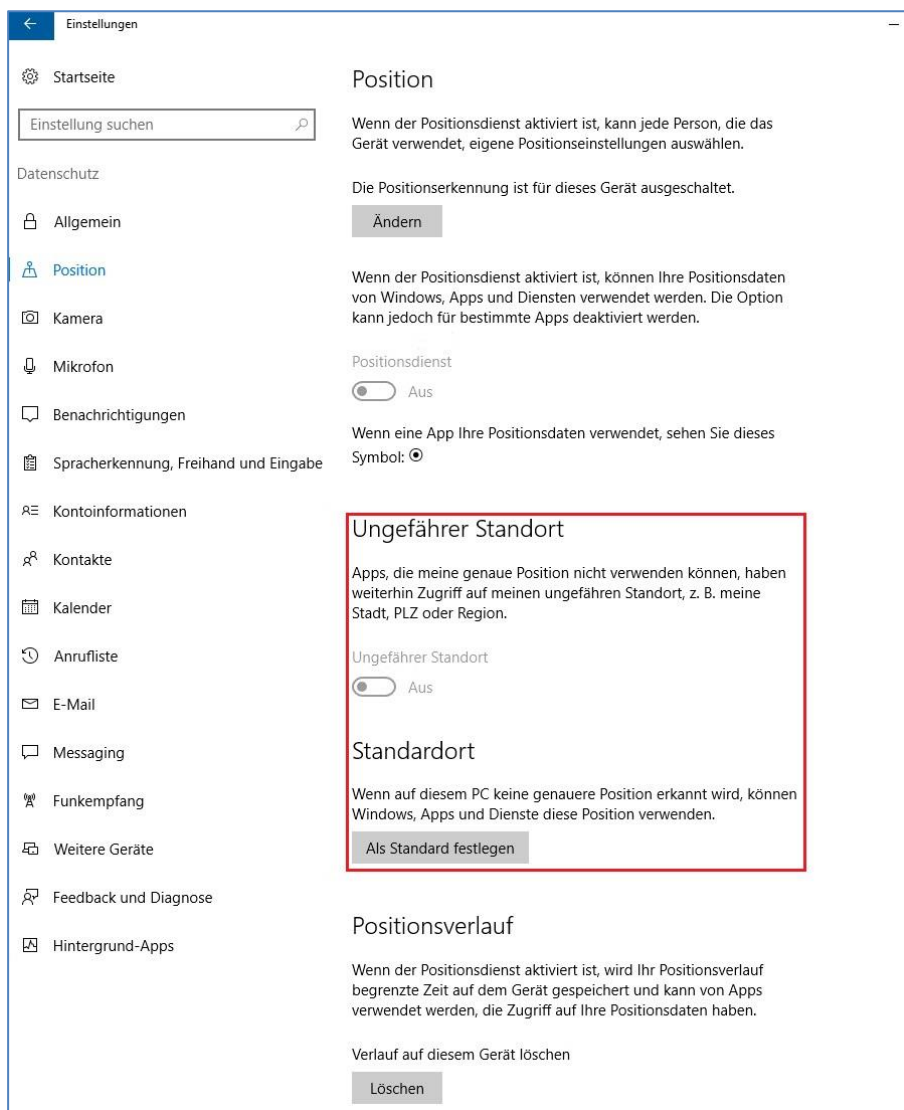 Einstellungen
Startseite
Einstellung suchen
Datenschutz
Allgemein
Position
Kamera
Mikrofon
Benachrichtigungen
Spracherkennung, Freihand und Eingabe
Kontoinformationen
Kontakte
Kalender
Anrufliste
E-Mail
Messaging
Funkempfang
Weitere Geräte
Feedback und Diagnose
Hintergrund-Apps
Position
Wenn der Positionsdienst aktiviert ist, kann jede Person, die das
Gerät verwendet, eigene Positionseinstellungen auswählen.
Die Positionserkennung ist für dieses Gerät ausgeschaltet.
Ändern
Wenn der Positionsdienst aktiviert ist, können Ihre Positionsdaten
von Windows, Apps und Diensten verwendet werden. Die Option
kann jedoch für bestimmte Apps deaktiviert werden.
Positionsdienst
Aus
Wenn eine App Ihre Positionsdaten verwendet, sehen Sie dieses
Symbol:
Ungefährer Standort
Apps, die meine genaue Position nicht verwenden können, haben
weiterhin Zugriff auf meinen ungefähren Standort, z. B. meine
Stadt, PLZ oder Region.
Ungefährer Standort
Aus
Standardort
Wenn auf diesem PC keine genauere Position erkannt wird, können
Windows, Apps und Dienste diese Position verwenden.
Als Standard festlegen
Positionsverlauf
Wenn der Positionsdienst aktiviert ist, wird Ihr Positionsverlauf
begrenzte Zeit auf dem Gerät gespeichert und kann von Apps
verwendet werden, die Zugriff auf Ihre Positionsdaten haben.
Verlauf auf diesem Gerät löschen
Löschen